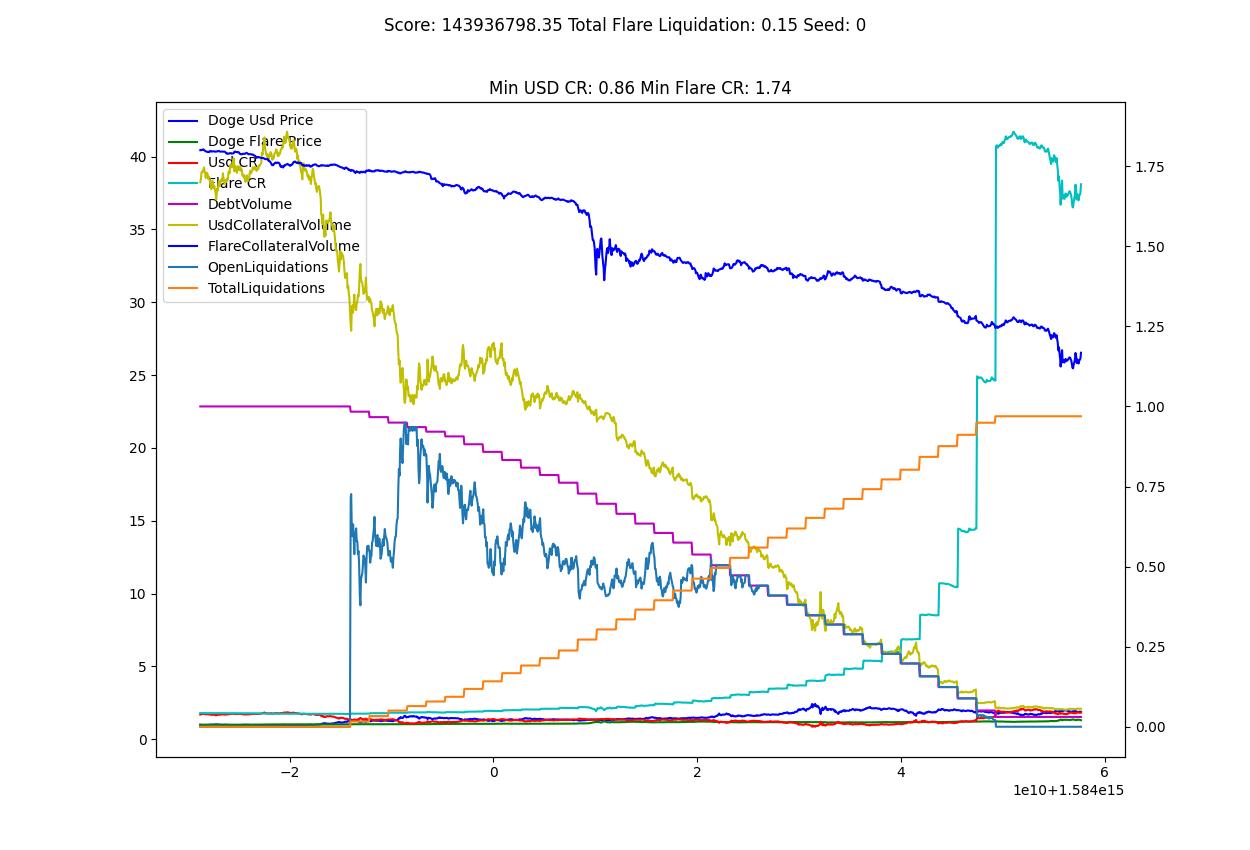 Score: 143936798.35 Total Flare Liquidation: 0.15 Seed: 0
Min USD CR: 0.86 Min Flare CR: 1.74
Doge Usd Price
Doge Flare Price
Usd CR
Flare CR
DebtVolume
UsdCollateralVolume
FlareCollateralVolume
OpenLiquidations
TotalLiquidations
40
35
30
25
20
15
10
5
0
1.75
1.50
1.25
1.00
0.75
0.50
0.25
0.00
−2
0
2
4
6
1e10+1.584e15